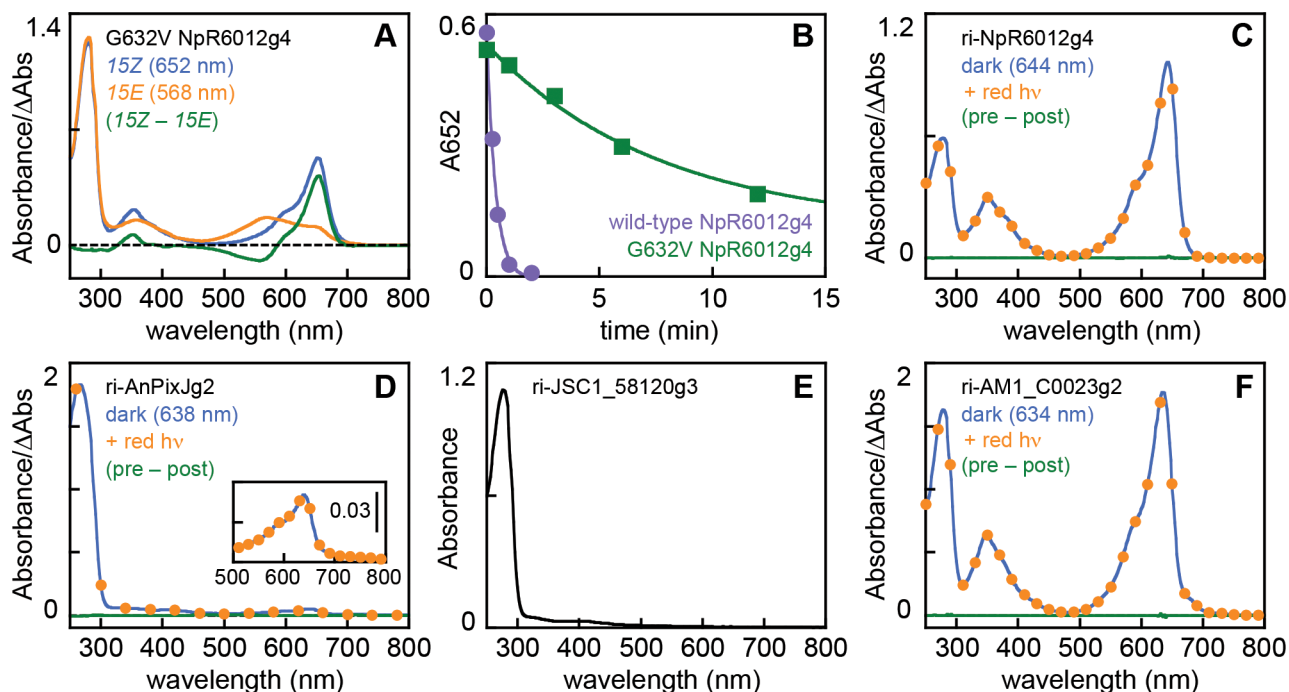 1.4
G632V NpR6012g4
A
15Z (652 nm)
15E (568 nm)
(15Z – 15E)
0
Absorbance/ΔAbs
300 400 500 600 700 800
wavelength (nm)
0.6
B
A652
wild-type NpR6012g4
G632V NpR6012g4
0
0 5 10 15
time (min)
1.2
ri-NpR6012g4
C
dark (644 nm)
+ red hν
(pre – post)
0
Absorbance/ΔAbs
300 400 500 600 700 800
wavelength (nm)
2
ri-AnPixJg2
D
dark (638 nm)
+ red hν
(pre – post)
0.03
500 600 700 800
0
Absorbance/ΔAbs
300 400 500 600 700 800
wavelength (nm)
1.2
ri-JSC1_58120g3
E
Absorbance
0
300 400 500 600 700 800
wavelength (nm)
2
ri-AM1_C0023g2
F
dark (634 nm)
+ red hν
(pre – post)
0
Absorbance/ΔAbs
300 400 500 600 700 800
wavelength (nm)